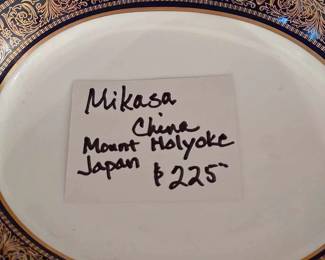 Mikasa
China
Mount Holyoke
Japan $225-